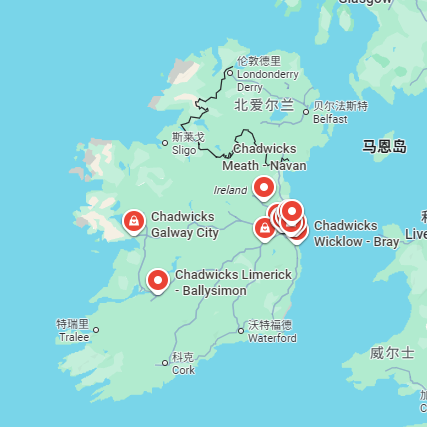 Glasgow
伦敦德里
Londonderry
Derry
北爱尔兰
贝尔法斯特
Belfast
斯莱戈
Sligo
马恩岛
Chadwicks
Meath - Navan
Ireland
Chadwicks
Galway City
Chadwicks
Wicklow - Bray
Live
Chadwicks Limerick
- Ballysimon
特瑞里
Tralee
沃特福德
Waterford
科克
Cork
威尔士